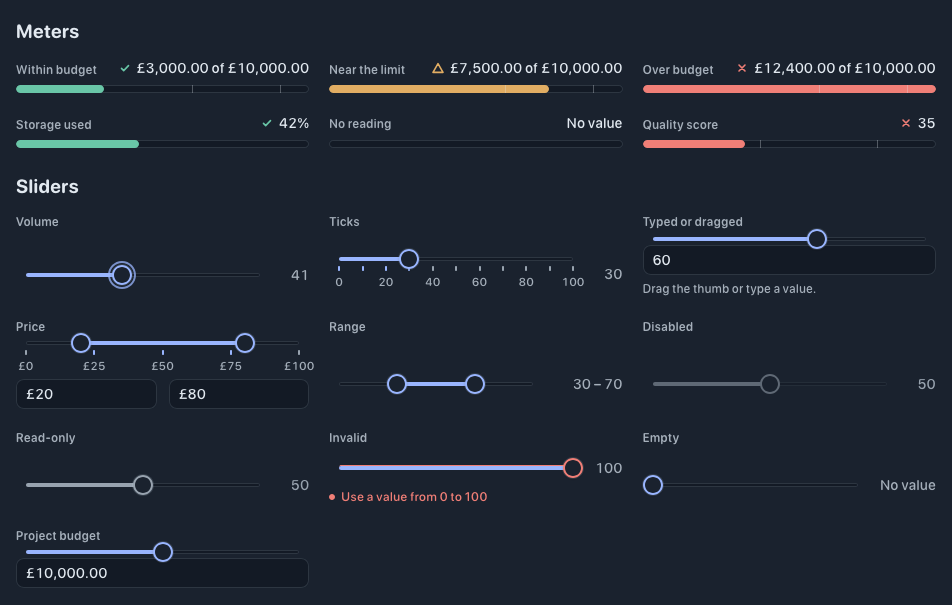 Meters
Within budget £3,000.00 of £10,000.00
Near the limit £7,500.00 of £10,000.00
Over budget £12,400.00 of £10,000.00
Storage used 42%
No reading No value
Quality score 35
Sliders
Volume
41
Ticks
0 20 40 60 80 100
30
Typed or dragged
60
Drag the thumb or type a value.
Price
£0 £25 £50 £75 £100
£20 £80
Range
30 – 70
Disabled
50
Read-only
50
Invalid
100
Use a value from 0 to 100
Empty
No value
Project budget
£10,000.00